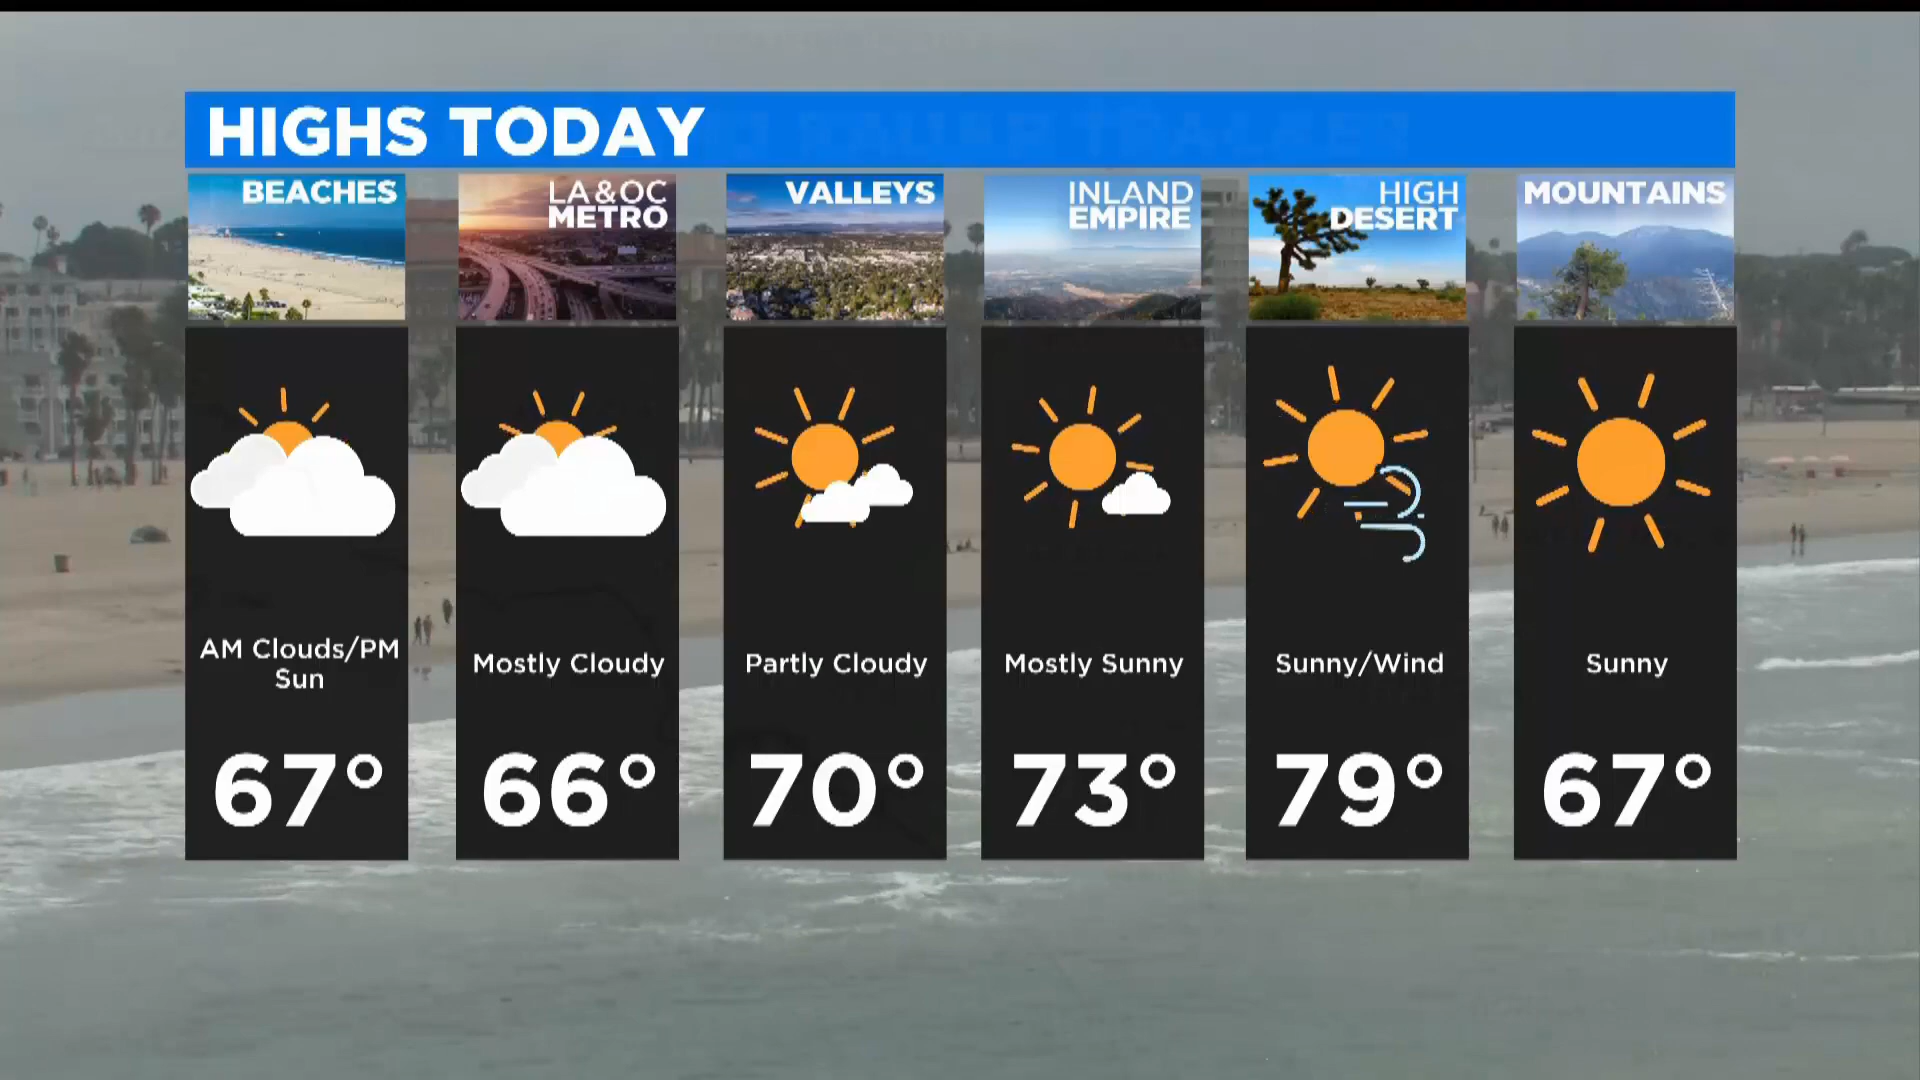 HIGHS TODAY
BEACHES
LA & OC
METRO
VALLEYS
INLAND
EMPIRE
HIGH
DESERT
MOUNTAINS
AM Clouds/PM
Sun
Mostly Cloudy
Partly Cloudy
Mostly Sunny
Sunny/Wind
Sunny
67°
66°
70°
73°
79°
67°